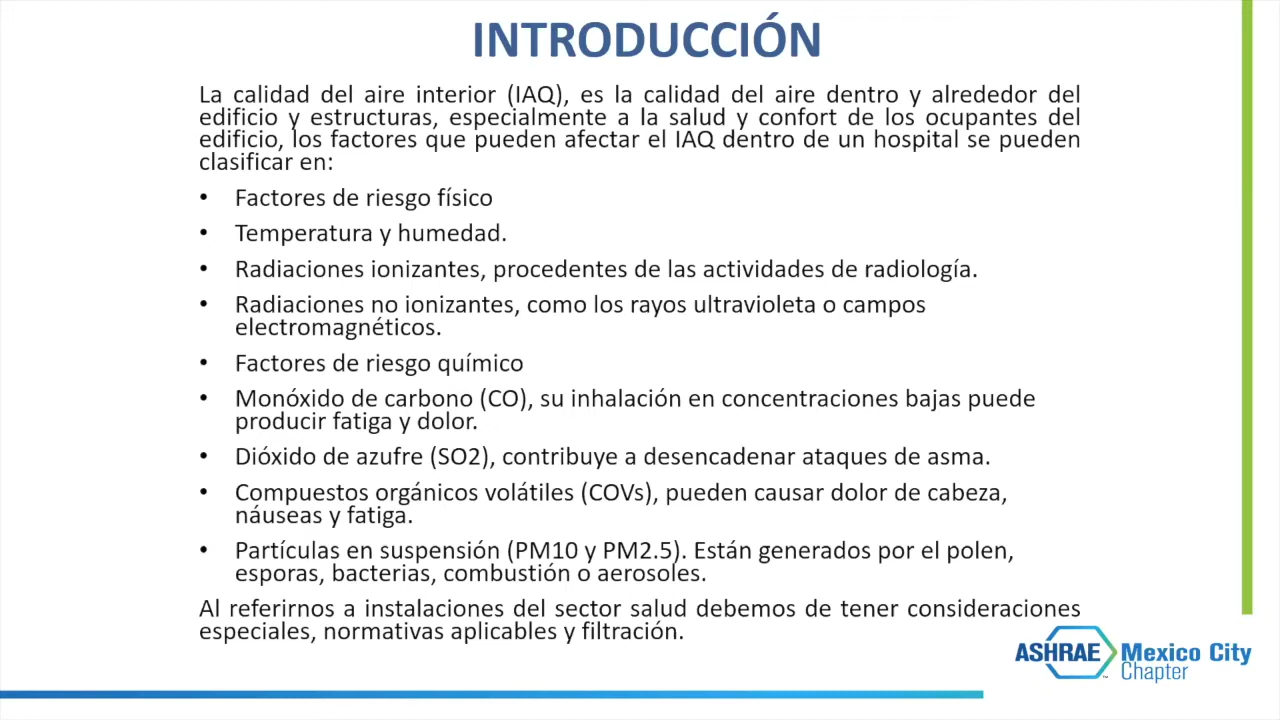 INTRODUCCIÓN
La calidad del aire interior (IAQ), es la calidad del aire dentro y alrededor del
edificio y estructuras, especialmente a la salud y confort de los ocupantes del
edificio, los factores que pueden afectar el IAQ dentro de un hospital se pueden
clasificar en:
• Factores de riesgo físico
• Temperatura y humedad.
• Radiaciones ionizantes, procedentes de las actividades de radiología.
• Radiaciones no ionizantes, como los rayos ultravioleta o campos
electromagnéticos.
• Factores de riesgo químico
• Monóxido de carbono (CO), su inhalación en concentraciones bajas puede
producir fatiga y dolor.
• Dióxido de azufre (SO2), contribuye a desencadenar ataques de asma.
• Compuestos orgánicos volátiles (COVs), pueden causar dolor de cabeza,
náuseas y fatiga.
• Partículas en suspensión (PM10 y PM2.5). Están generados por el polen,
esporas, bacterias, combustión o aerosoles.
Al referirnos a instalaciones del sector salud debemos de tener consideraciones
especiales, normativas aplicables y filtración.
ASHRAE Mexico City
™ Chapter